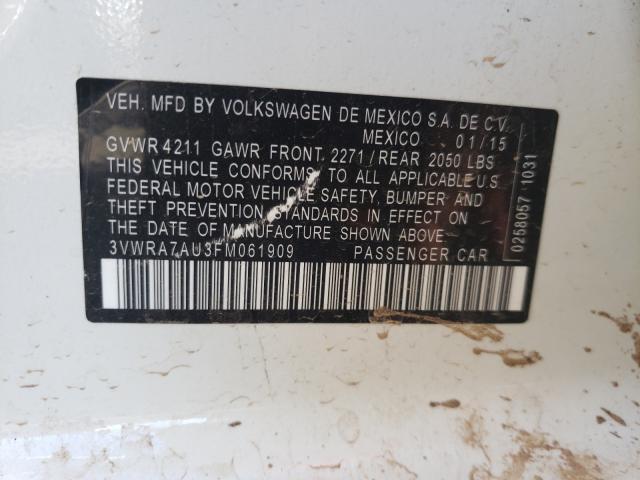 VEH. MFD BY VOLKSWAGEN DE MEXICO S.A. DE C.V.
MEXICO 01/15
GVWR 4211 GAWR FRONT 2271/REAR 2050 LBS
THIS VEHICLE CONFORMS TO ALL APPLICABLE U.S
FEDERAL MOTOR VEHICLE SAFETY, BUMPER AND
THEFT PREVENTION STANDARDS IN EFFECT ON
THE DATE OF MANUFACTURE SHOWN ABOVE.
3VWRA7AU3FM061909 PASSENGER CAR
0258057 1031